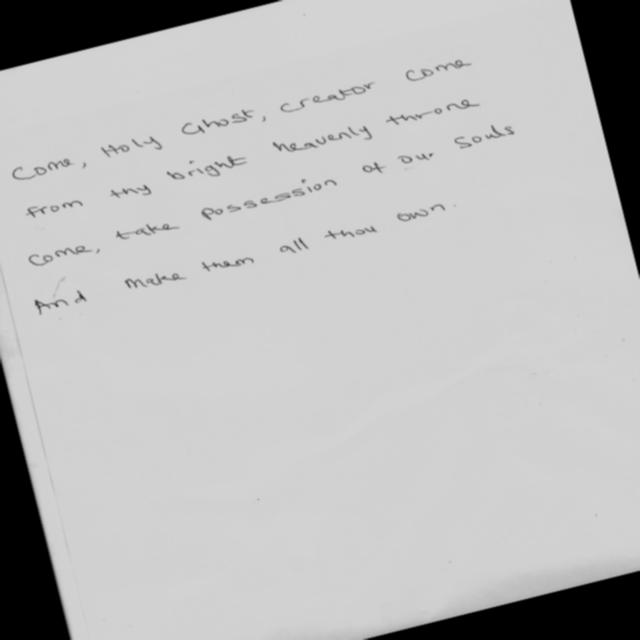 Come, Holy Ghost, creator come
From thy bright heavenly throne
come, take possession of our souls
And make them all thou own.